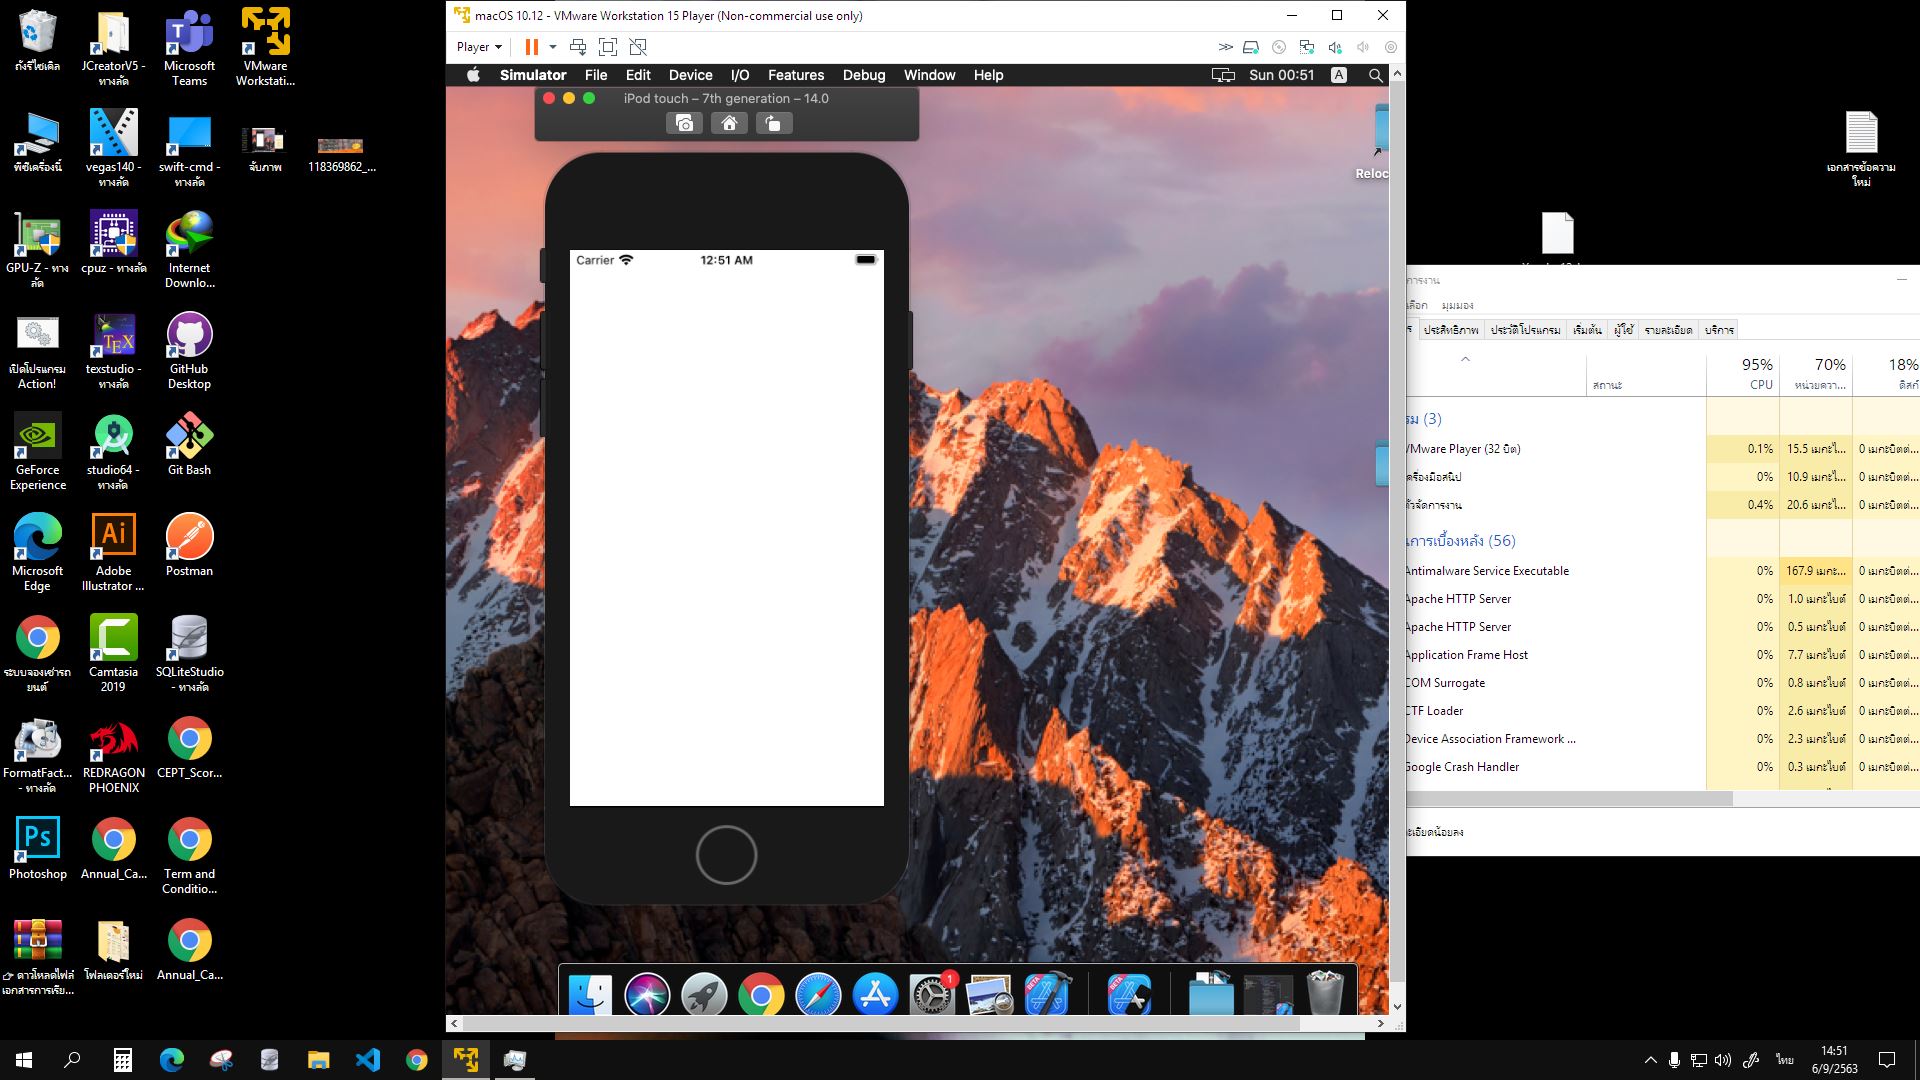 macOS 10.12 - VMware Workstation 15 Player (Non-commercial use only)
Player
Simulator File Edit Device I/O Features Debug Window Help
Sun 00:51
A
iPod touch – 7th generation – 14.0
Carrier
12:51 AM
Reloc
1
ถังรีไซเคิล
JCreatorV5 -
ทางลัด
Microsoft
Teams
VMware
Workstati...
พีซีเครื่องนี้
vegas140 -
ทางลัด
swift-cmd -
ทางลัด
จับภาพ
118369862_...
GPU-Z - ทาง
ลัด
cpuz - ทางลัด
Internet
Downlo...
เปิดโปรแกรม
Action!
texstudio -
ทางลัด
GitHub
Desktop
GeForce
Experience
studio64 -
ทางลัด
Git Bash
Microsoft
Edge
Adobe
Illustrator ...
Postman
ระบบจองเช่ารถ
ยนต์
Camtasia
2019
SQLiteStudio
- ทางลัด
FormatFact...
- ทางลัด
REDRAGON
PHOENIX
CEPT_Scor...
Photoshop
Annual_Ca...
Term and
Conditio...
ดาวโหลดไฟล์
เอกสารการเรีย...
โฟลเดอร์ใหม่
Annual_Ca...
เอกสารข้อความ
ใหม่
การงาน
เลือก มุมมอง
ประสิทธิภาพ ประวัติโปรแกรม เริ่มต้น ผู้ใช้ รายละเอียด บริการ
95% 70% 18%
สถานะ CPU หน่วยควา... ดิสก์
รม (3)
VMware Player (32 บิต) 0.1% 15.5 เมกะไ... 0 เมกะบิตต่...
ครื่องมือสนิป 0% 10.9 เมกะไ... 0 เมกะบิตต่...
ตัวจัดการงาน 0.4% 20.6 เมกะไ... 0 เมกะบิตต่...
นการเบื้องหลัง (56)
Antimalware Service Executable 0% 167.9 เมกะ... 0 เมกะบิตต่...
Apache HTTP Server 0% 1.0 เมกะไบต์ 0 เมกะบิตต่...
Apache HTTP Server 0% 0.5 เมกะไบต์ 0 เมกะบิตต่...
Application Frame Host 0% 7.7 เมกะไบต์ 0 เมกะบิตต่...
COM Surrogate 0% 0.8 เมกะไบต์ 0 เมกะบิตต่...
CTF Loader 0% 2.6 เมกะไบต์ 0 เมกะบิตต่...
Device Association Framework ... 0% 2.3 เมกะไบต์ 0 เมกะบิตต่...
Google Crash Handler 0% 0.3 เมกะไบต์ 0 เมกะบิตต่...
ะเอียดน้อยลง
ไทย
14:51
6/9/2563